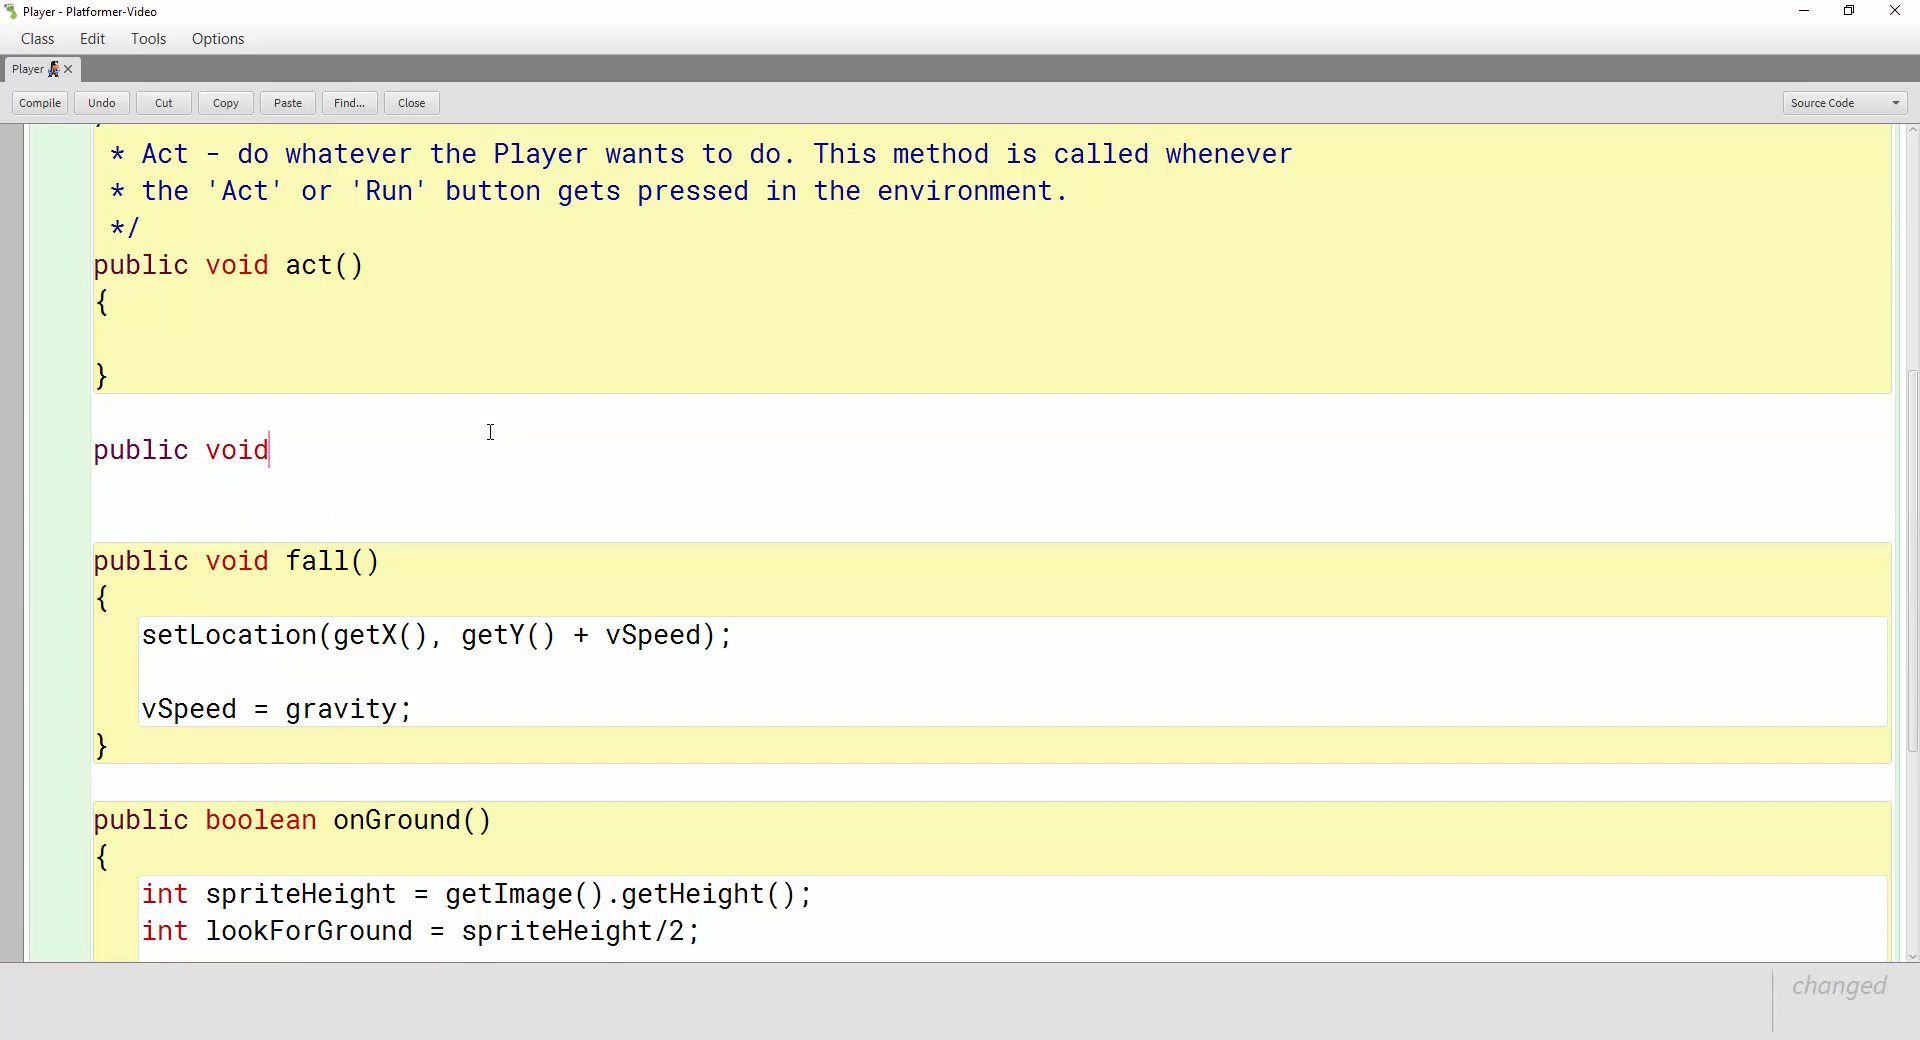 Player - Platformer-Video
Class Edit Tools Options
Player
Compile Undo Cut Copy Paste Find... Close Source Code
* Act - do whatever the Player wants to do. This method is called whenever
* the 'Act' or 'Run' button gets pressed in the environment.
*/
public void act()
{
}
public void
public void fall()
{
setLocation(getX(), getY() + vSpeed);
vSpeed = gravity;
}
public boolean onGround()
{
int spriteHeight = getImage().getHeight();
int lookForGround = spriteHeight/2;
changed